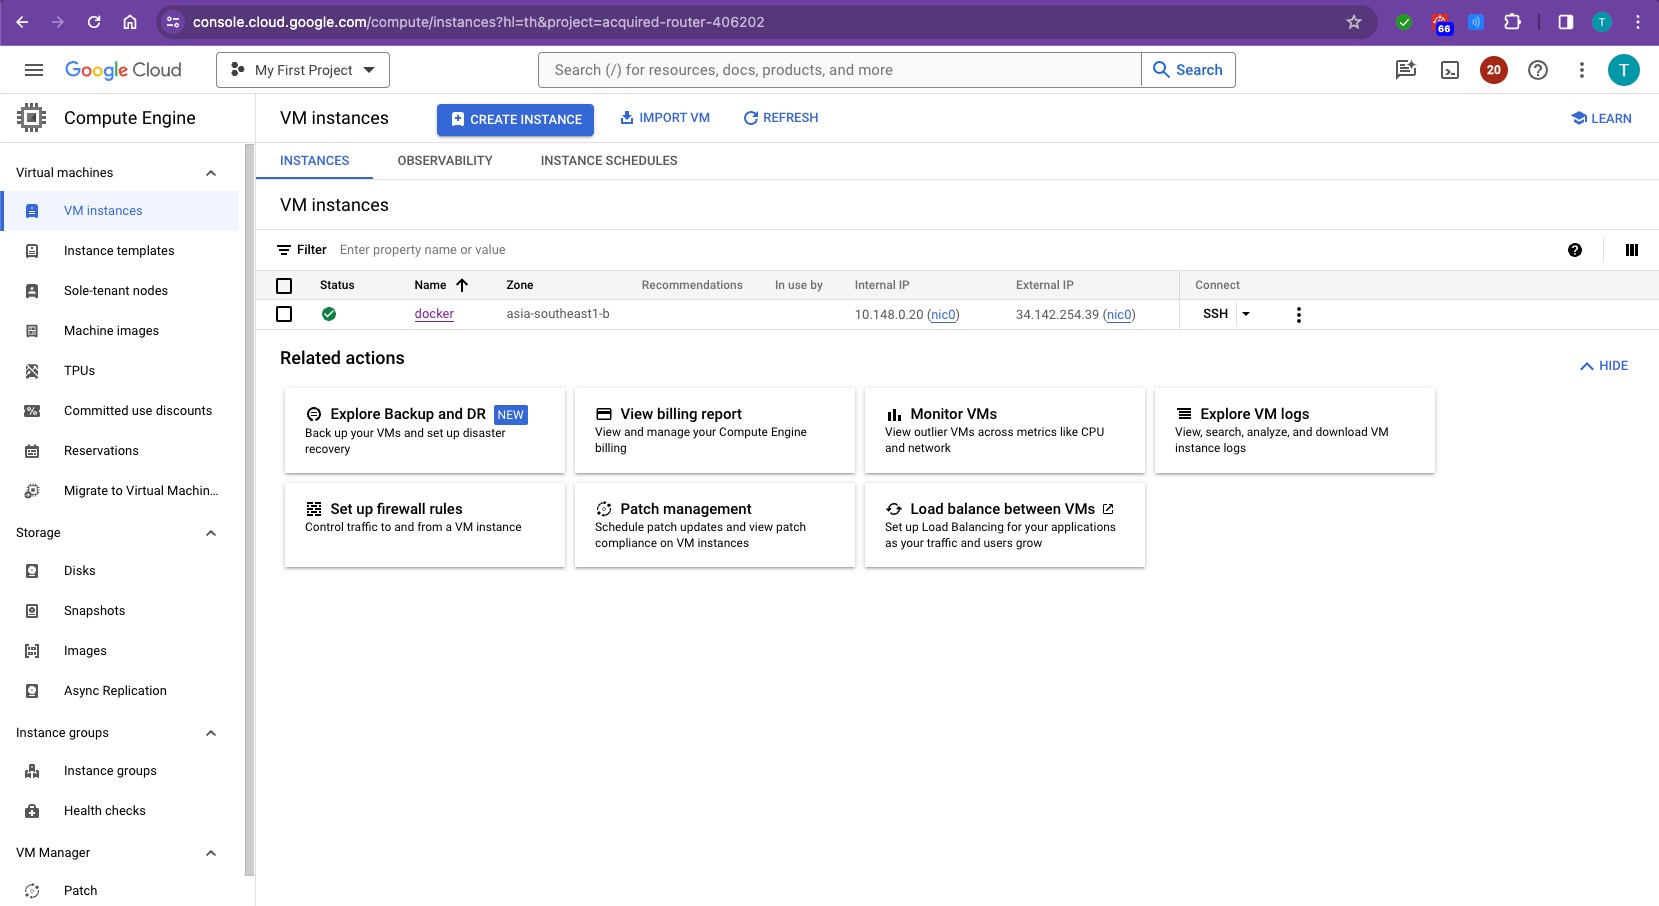 console.cloud.google.com/compute/instances?hl=th&project=acquired-router-406202
66
T
Google Cloud
My First Project
Search (/) for resources, docs, products, and more
Search
20
T
Compute Engine
VM instances
CREATE INSTANCE
IMPORT VM
REFRESH
LEARN
Virtual machines
VM instances
Instance templates
Sole-tenant nodes
Machine images
TPUs
Committed use discounts
Reservations
Migrate to Virtual Machin...
Storage
Disks
Snapshots
Images
Async Replication
Instance groups
Instance groups
Health checks
VM Manager
Patch
INSTANCES OBSERVABILITY INSTANCE SCHEDULES
VM instances
Filter Enter property name or value
Status Name Zone Recommendations In use by Internal IP External IP Connect
docker asia-southeast1-b 10.148.0.20 (nic0) 34.142.254.39 (nic0) SSH
Related actions
HIDE
Explore Backup and DR NEW
Back up your VMs and set up disaster
recovery
View billing report
View and manage your Compute Engine
billing
Monitor VMs
View outlier VMs across metrics like CPU
and network
Explore VM logs
View, search, analyze, and download VM
instance logs
Set up firewall rules
Control traffic to and from a VM instance
Patch management
Schedule patch updates and view patch
compliance on VM instances
Load balance between VMs
Set up Load Balancing for your applications
as your traffic and users grow